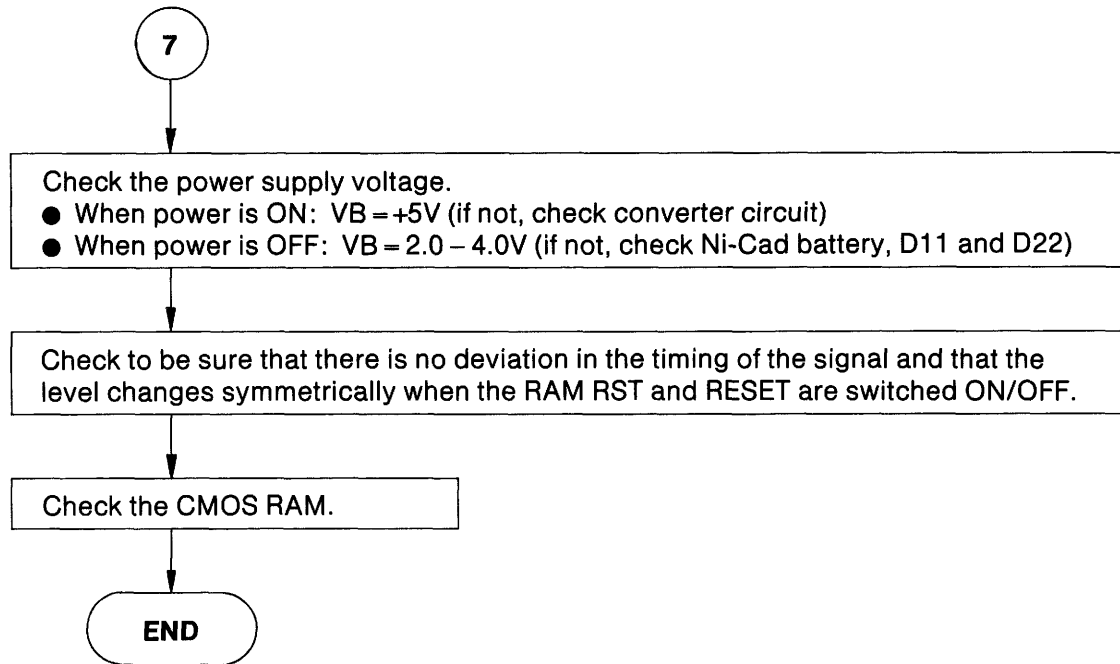 7
Check the power supply voltage.
● When power is ON: VB=+5V (if not, check converter circuit)
● When power is OFF: VB=2.0–4.0V (if not, check Ni-Cad battery, D11 and D22)
Check to be sure that there is no deviation in the timing of the signal and that the
level changes symmetrically when the RAM RST and RESET are switched ON/OFF.
Check the CMOS RAM.
END